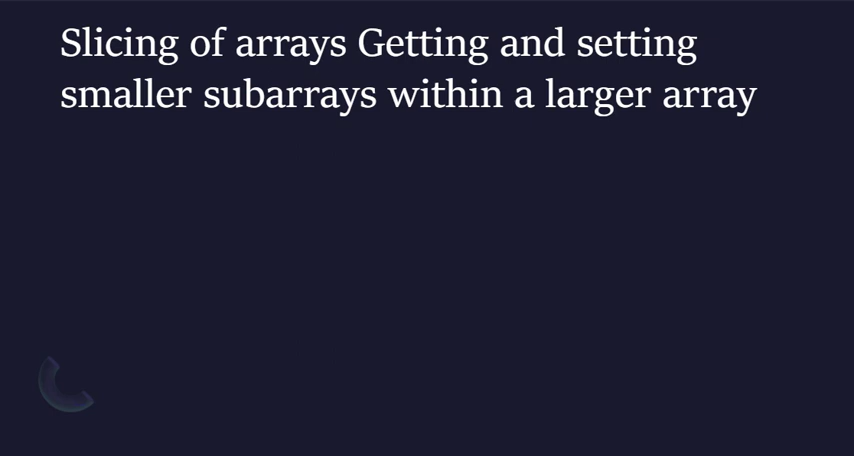 Slicing of arrays Getting and setting
smaller subarrays within a larger array